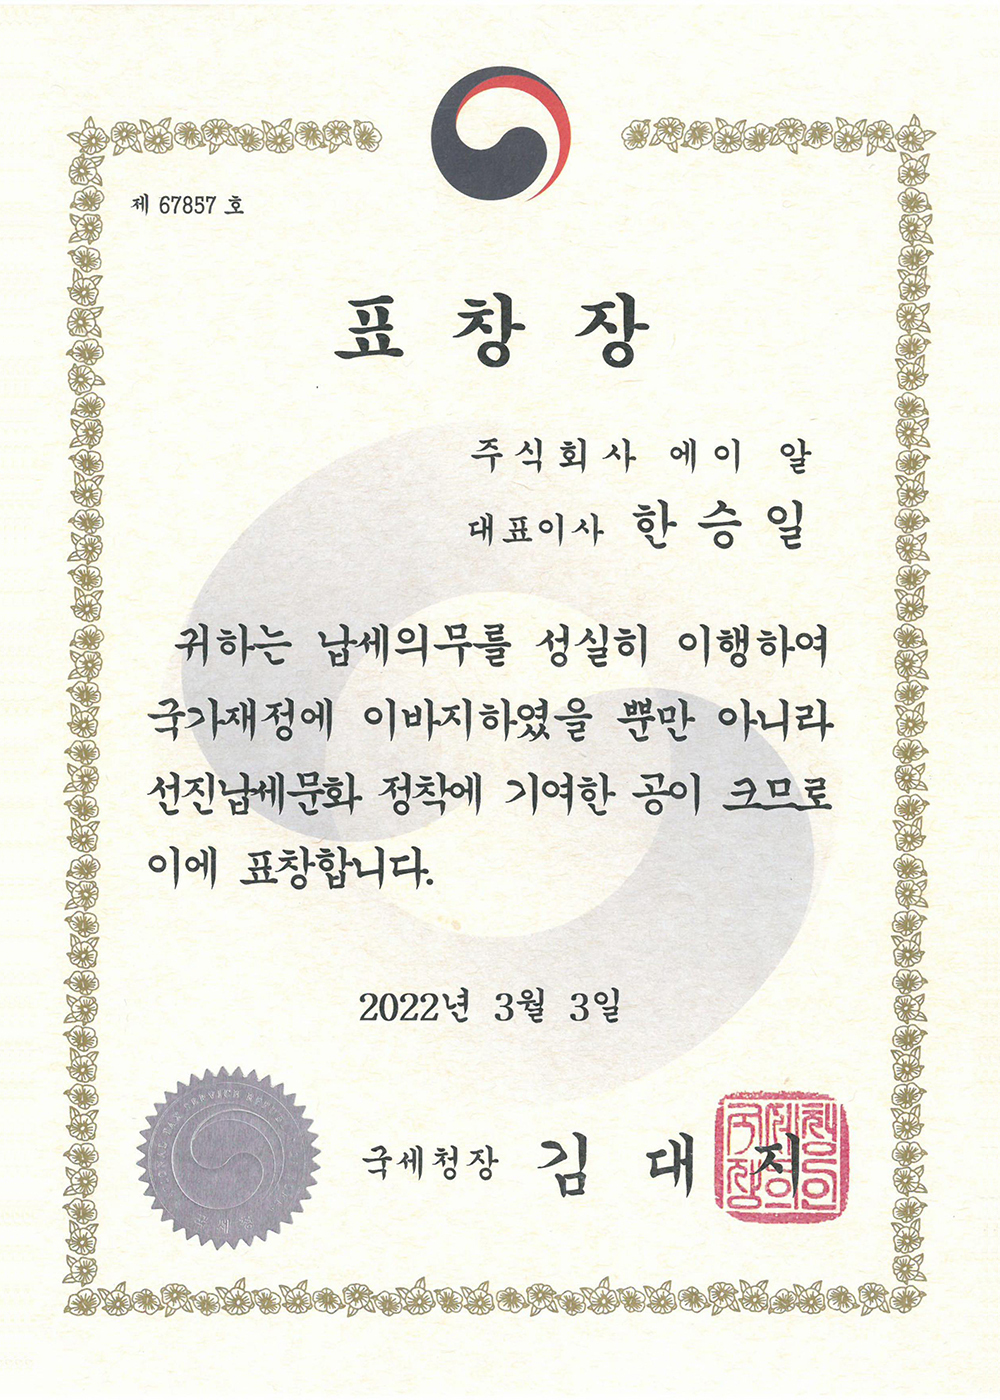 제 67857 호
표 창 장
주식회사 에이 알
대표이사 한 승 일
귀하는 납세의무를 성실히 이행하여
국가재정에 이바지하였을 뿐만 아니라
선진납세문화 정착에 기여한 공이 크므로
이에 표창합니다.
2022년 3월 3일
국세청장 김 대 지
국세청